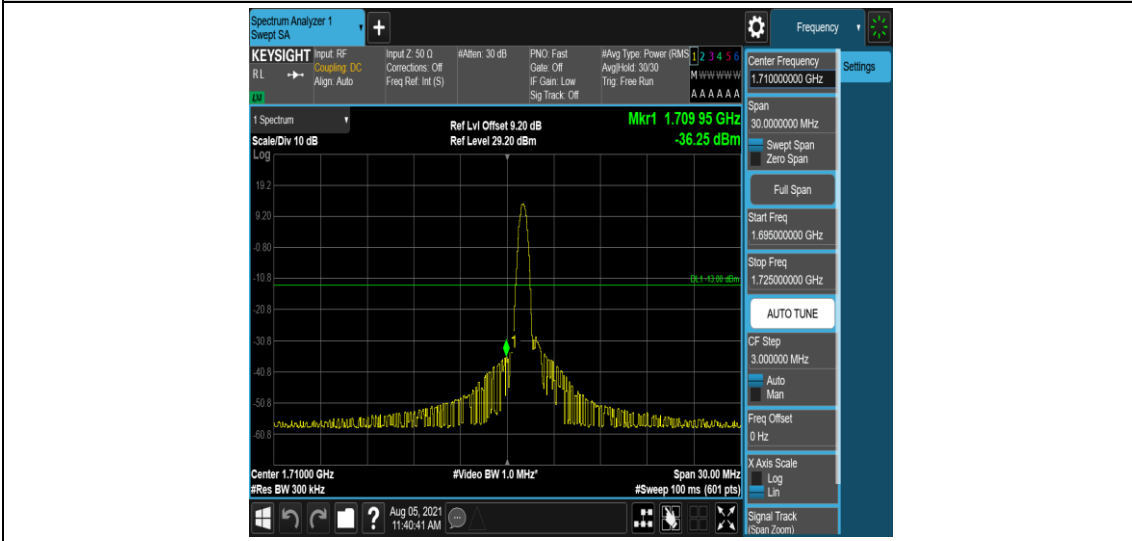 Spectrum Analyzer 1
Swept SA
+
Frequency
KEYSIGHT
RL
LXI
Input: RF
Coupling: DC
Align: Auto
Input Z: 50 Ω
Corrections: Off
Freq Ref: Int (S)
#Atten: 30 dB
PNO: Fast
Gate: Off
IF Gain: Low
Sig Track: Off
#Avg Type: Power (RMS
Avg|Hold: 30/30
Trig: Free Run
1 2 3 4 5 6
M W W W W W
A A A A A A
1 Spectrum
Scale/Div 10 dB
Log
Ref Lvl Offset 9.20 dB
Ref Level 29.20 dBm
Mkr1 1.709 95 GHz
-36.25 dBm
19.2
9.20
-0.80
-10.8
-20.8
-30.8
-40.8
-50.8
-60.8
DL1 -13.00 dBm
1
Center 1.71000 GHz
#Res BW 300 kHz
#Video BW 1.0 MHz*
Span 30.00 MHz
#Sweep 100 ms (601 pts)
?
Aug 05, 2021
11:40:41 AM
Center Frequency
1.710000000 GHz
Span
30.0000000 MHz
Swept Span
Zero Span
Full Span
Start Freq
1.695000000 GHz
Stop Freq
1.725000000 GHz
AUTO TUNE
CF Step
3.000000 MHz
Auto
Man
Freq Offset
0 Hz
X Axis Scale
Log
Lin
Signal Track
(Span Zoom)
Settings